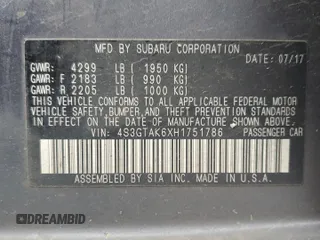 MFD BY SUBARU CORPORATION
GVWR: 4299 LB ( 1950 KG) DATE: 07/17
GAWR: F 2183 LB ( 990 KG)
GAWR: R 2205 LB ( 1000 KG)
THIS VEHICLE CONFORMS TO ALL APPLICABLE FEDERAL MOTOR
VEHICLE SAFETY, BUMPER, AND THEFT PREVENTION STANDARDS
IN EFFECT ON THE DATE OF MANUFACTURE SHOWN ABOVE.
VIN: 4S3GTAK6XH1751786 PASSENGER CAR
ASSEMBLED BY SIA INC. MADE IN U.S.A.
DREAMBID